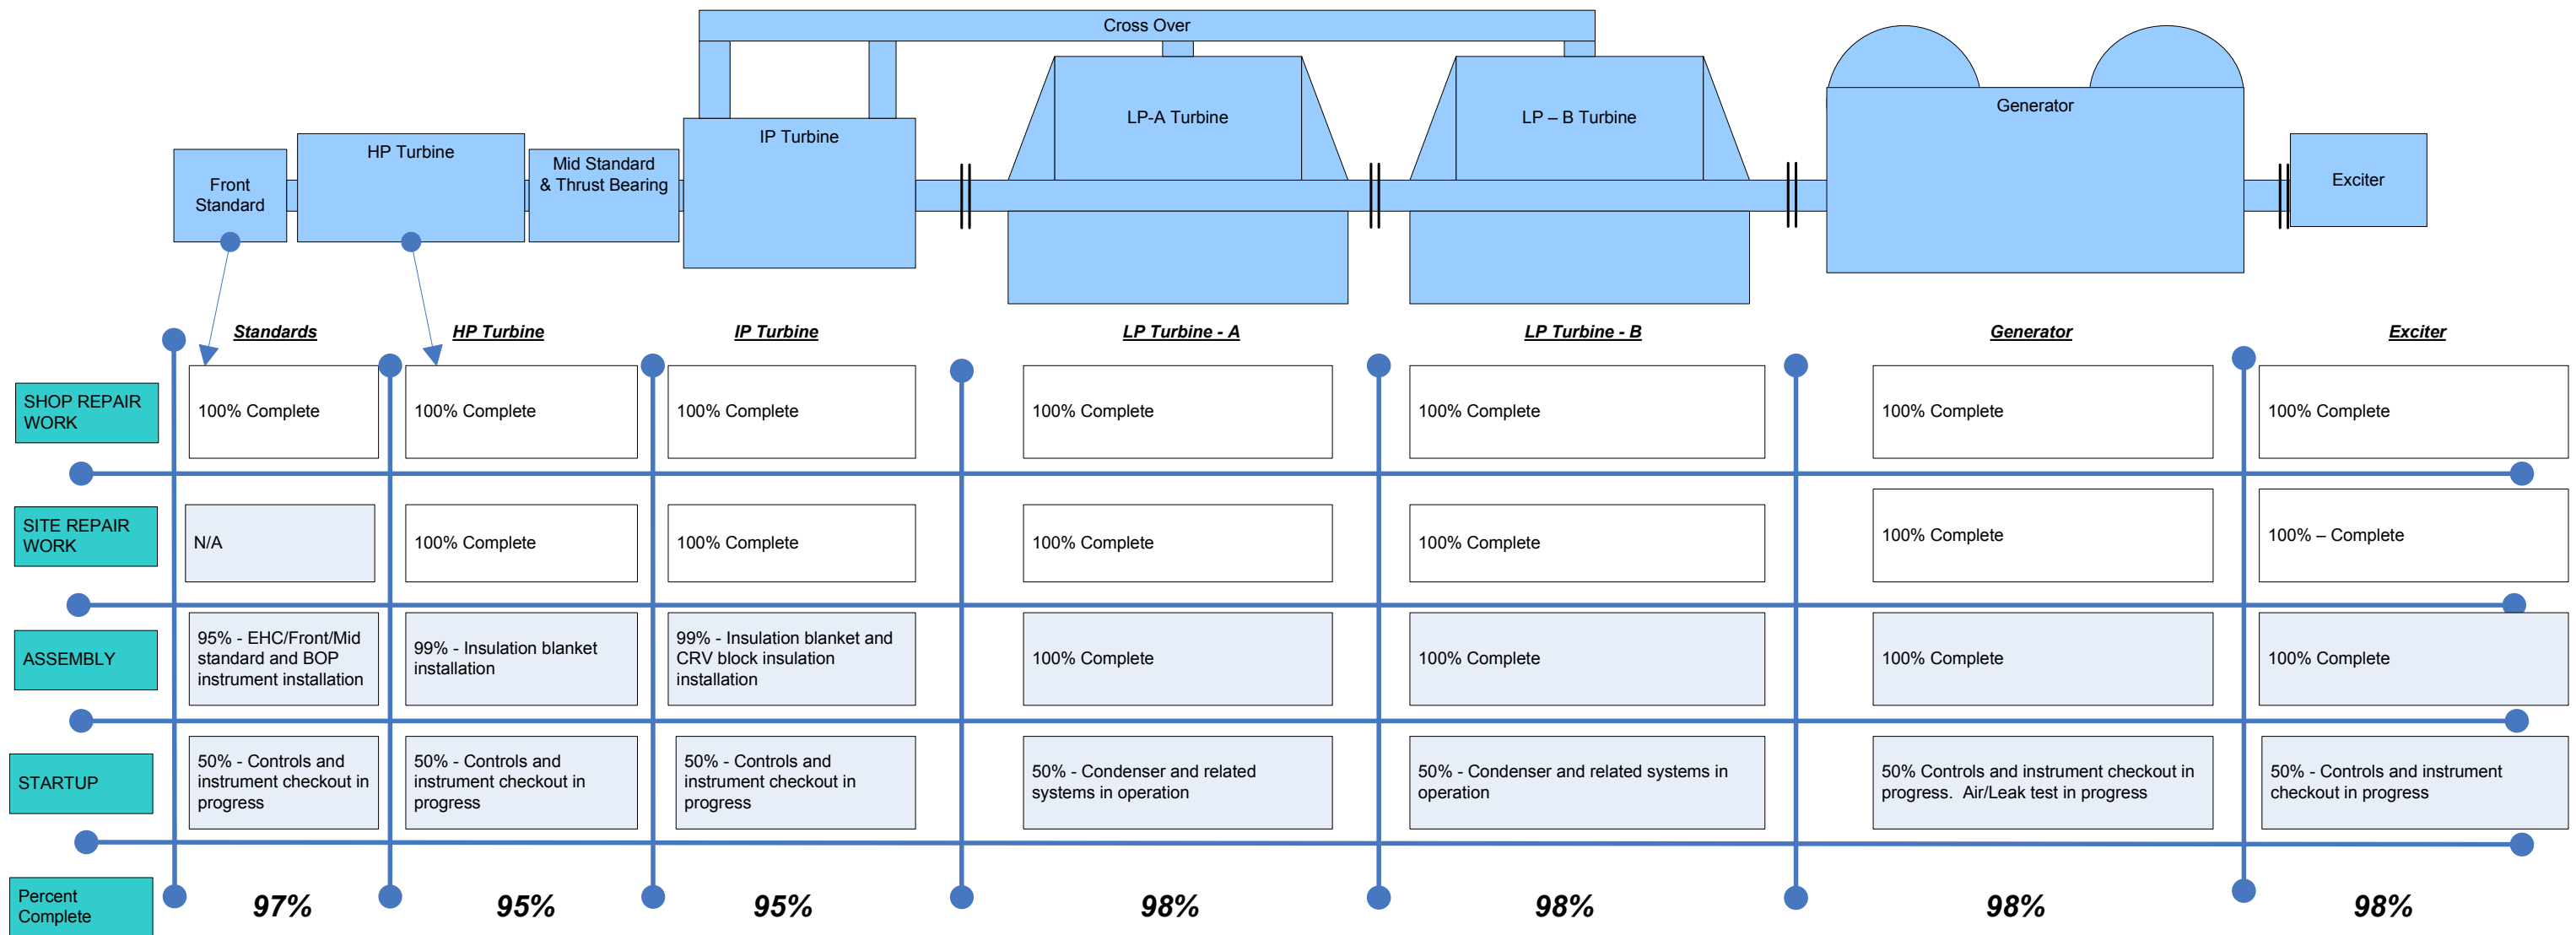 Cross Over
Front
Standard
HP Turbine
Mid Standard
& Thrust Bearing
IP Turbine
LP-A Turbine
LP – B Turbine
Generator
Exciter
Standards
HP Turbine
IP Turbine
LP Turbine - A
LP Turbine - B
Generator
Exciter
SHOP REPAIR
WORK
100% Complete
100% Complete
100% Complete
100% Complete
100% Complete
100% Complete
100% Complete
SITE REPAIR
WORK
N/A
100% Complete
100% Complete
100% Complete
100% Complete
100% Complete
100% – Complete
ASSEMBLY
95% - EHC/Front/Mid
standard and BOP
instrument installation
99% - Insulation blanket
installation
99% - Insulation blanket and
CRV block insulation
installation
100% Complete
100% Complete
100% Complete
100% Complete
STARTUP
50% - Controls and
instrument checkout in
progress
50% - Controls and
instrument checkout in
progress
50% - Controls and
instrument checkout in
progress
50% - Condenser and related
systems in operation
50% - Condenser and related systems in
operation
50% Controls and instrument checkout in
progress.  Air/Leak test in progress
50% - Controls and instrument
checkout in progress
Percent
Complete
97%
95%
95%
98%
98%
98%
98%